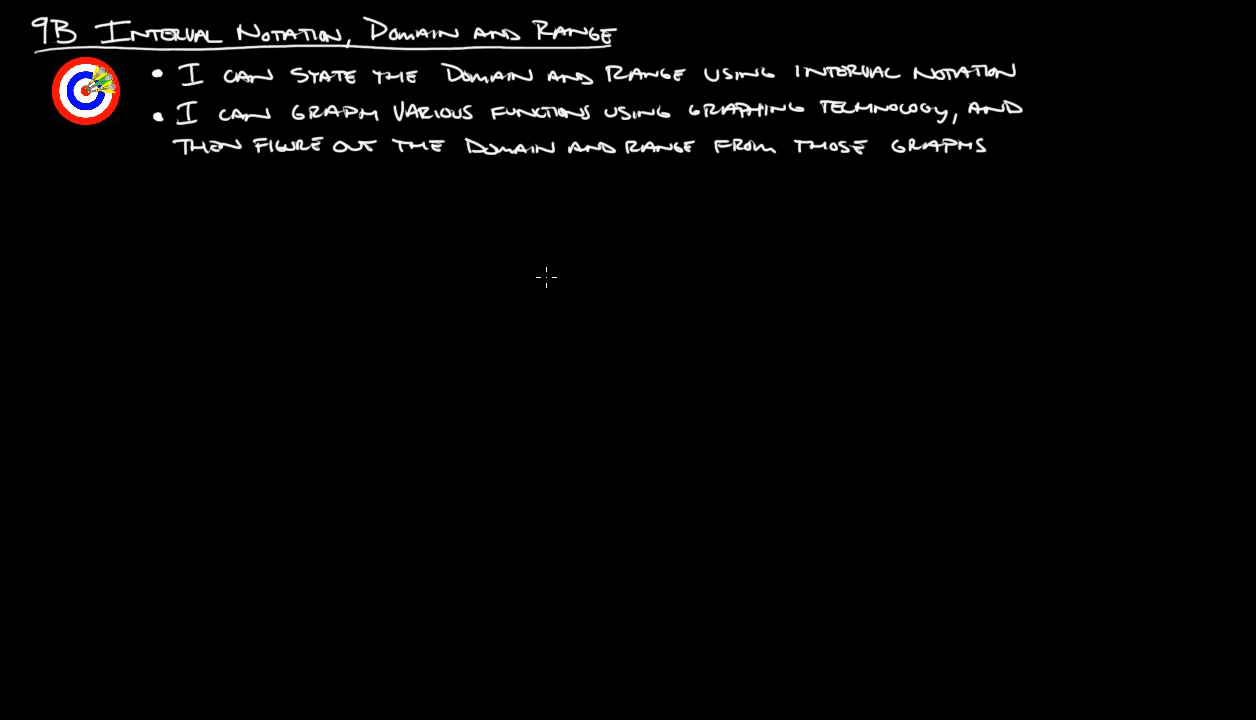 9B INTERVAL NOTATION, DOMAIN AND RANGE
• I CAN STATE THE DOMAIN AND RANGE USING INTERVAL NOTATION
• I CAN GRAPH VARIOUS FUNCTIONS USING GRAPHING TECHNOLOGY, AND
THEN FIGURE OUT THE DOMAIN AND RANGE FROM THOSE GRAPHS